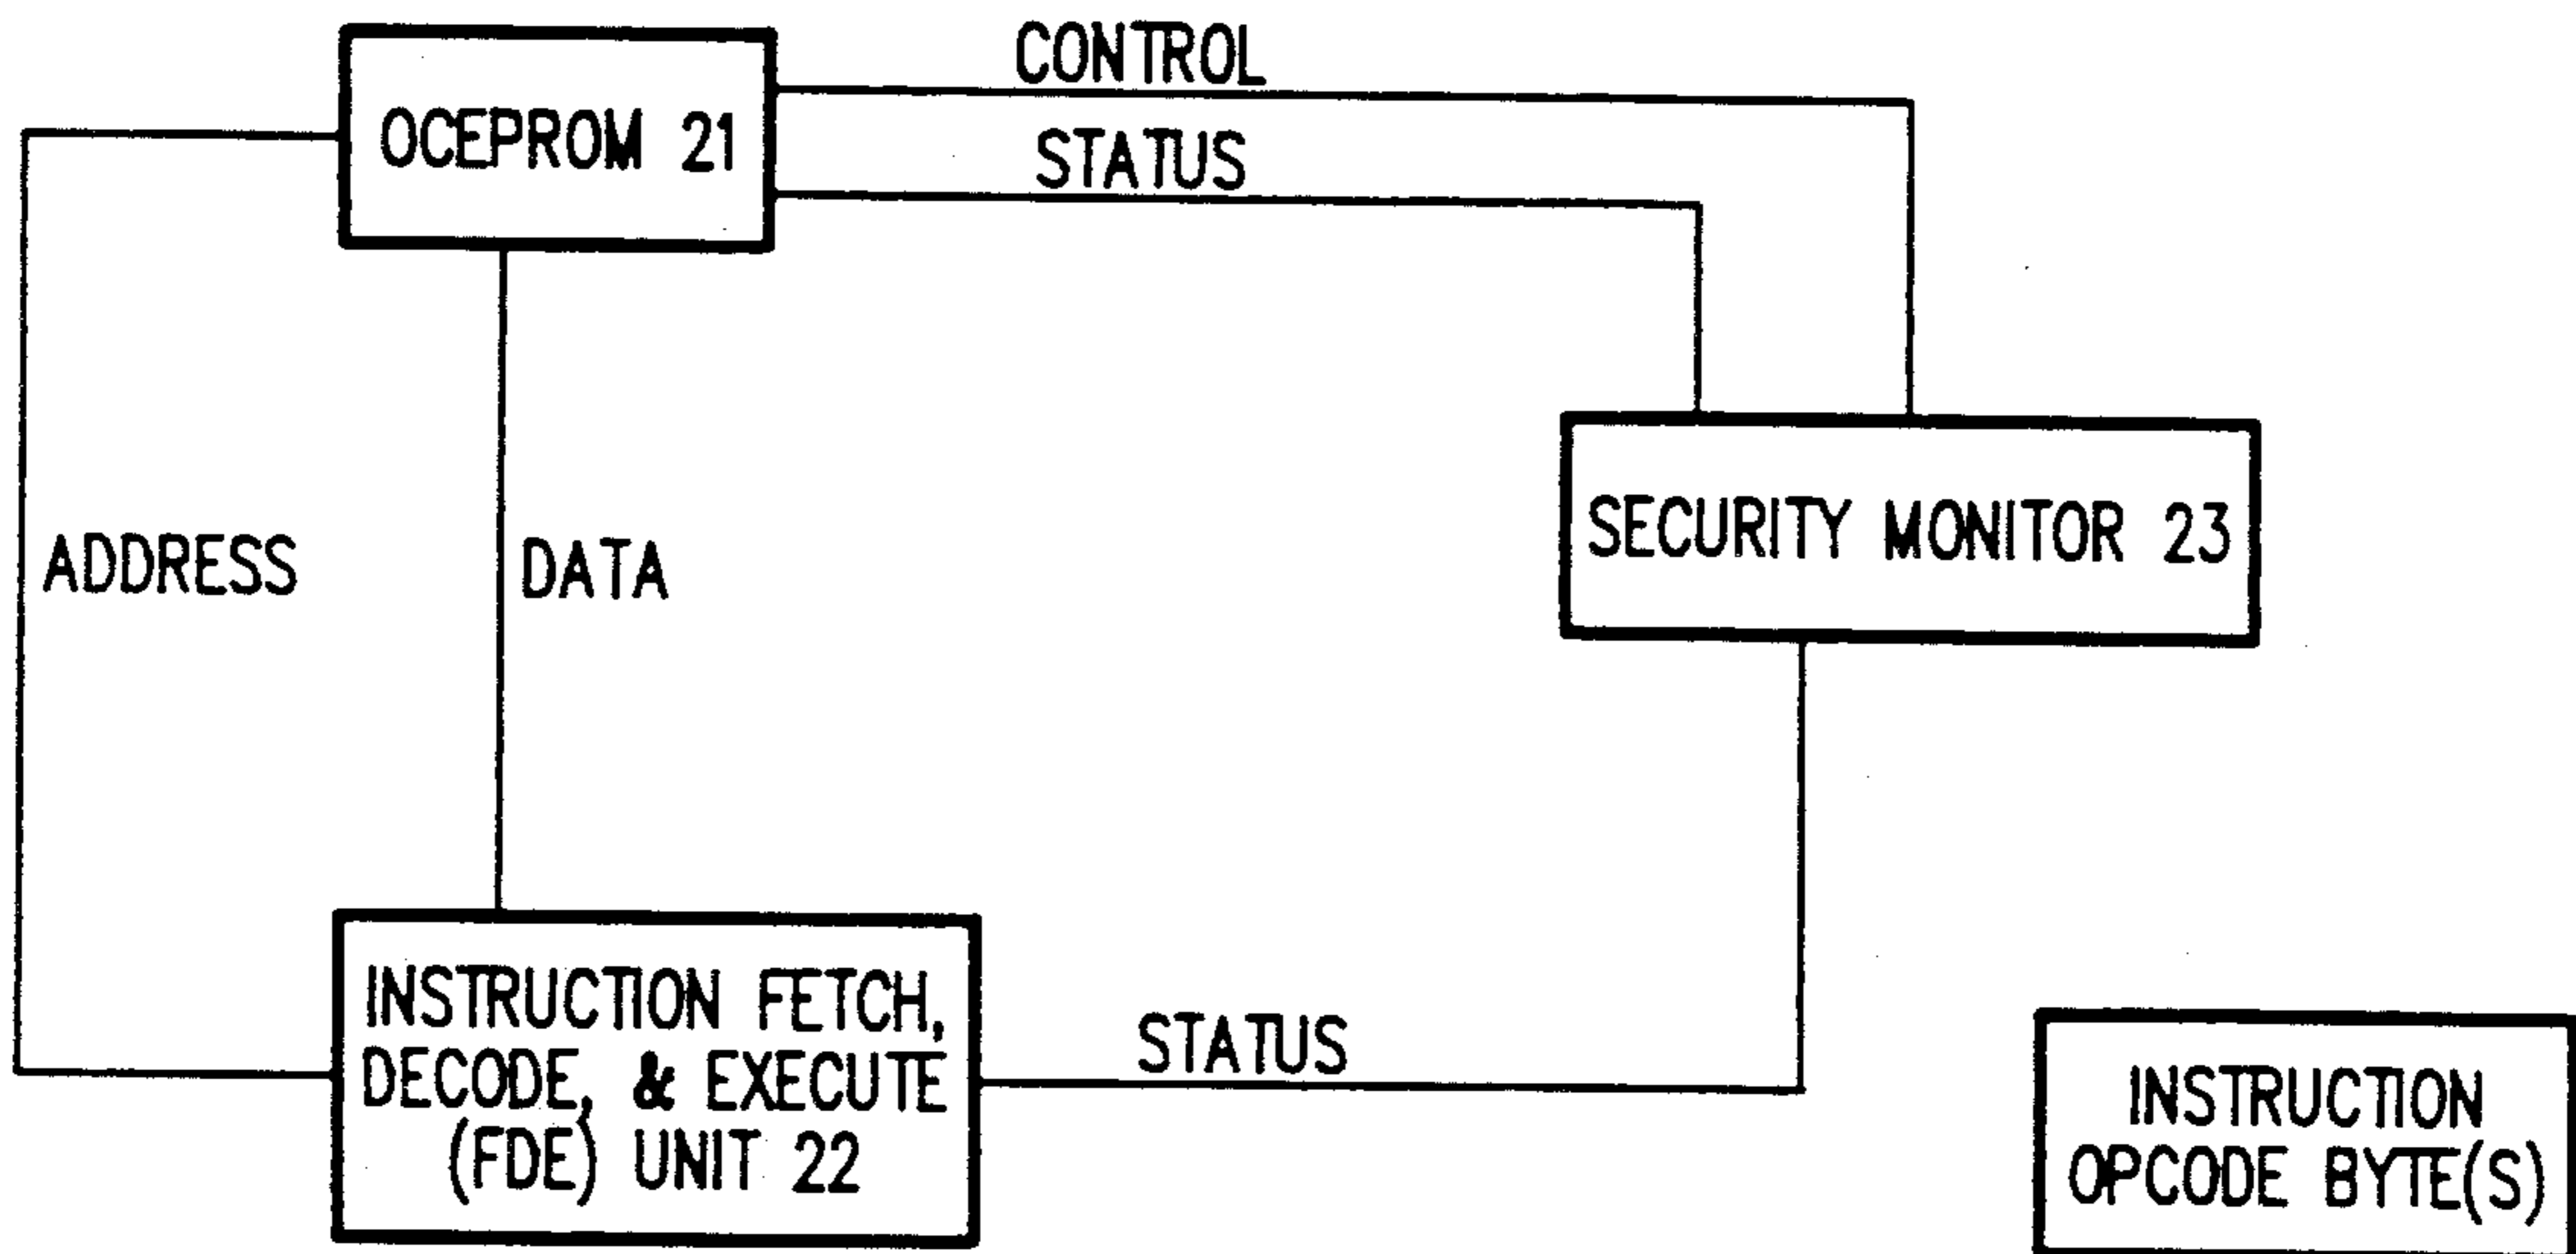 CONTROL
OCEPROM 21
STATUS
ADDRESS
DATA
SECURITY MONITOR 23
INSTRUCTION FETCH,
DECODE, & EXECUTE
(FDE) UNIT 22
STATUS
INSTRUCTION
OPCODE BYTE(S)